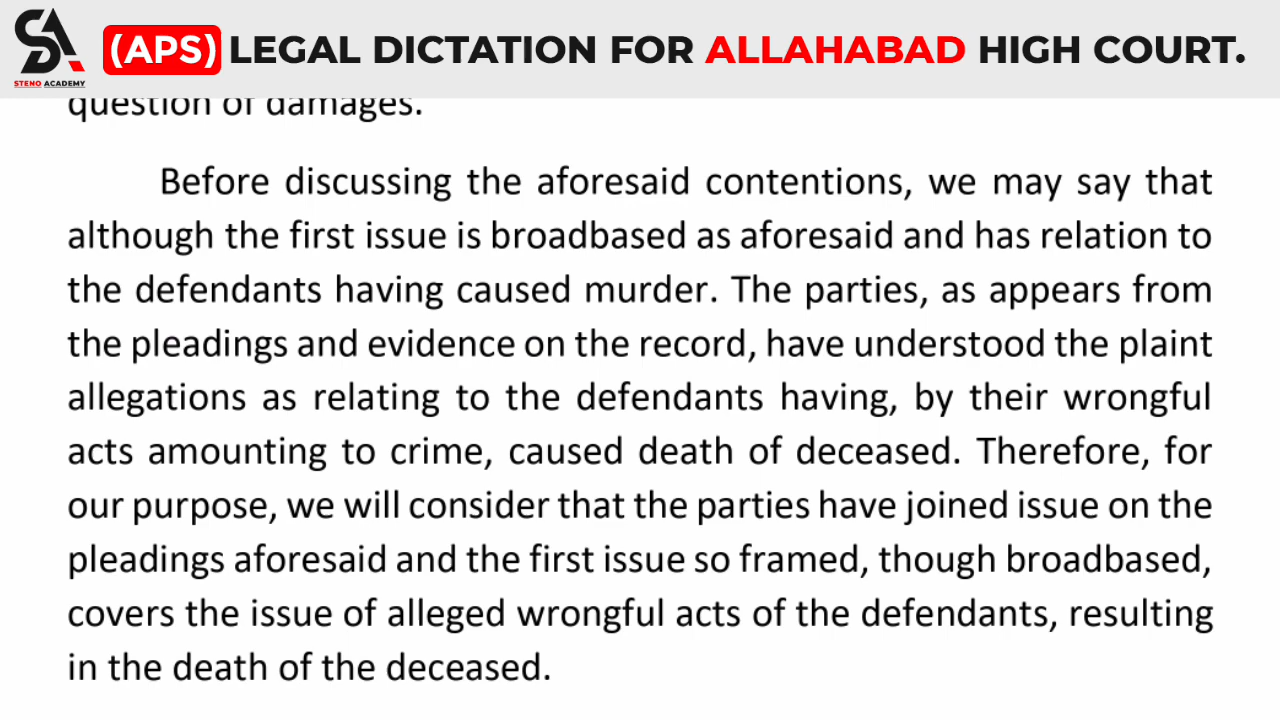 SA
STENO ACADEMY
(APS) LEGAL DICTATION FOR ALLAHABAD HIGH COURT.
question of damages.
Before discussing the aforesaid contentions, we may say that
although the first issue is broadbased as aforesaid and has relation to
the defendants having caused murder. The parties, as appears from
the pleadings and evidence on the record, have understood the plaint
allegations as relating to the defendants having, by their wrongful
acts amounting to crime, caused death of deceased. Therefore, for
our purpose, we will consider that the parties have joined issue on the
pleadings aforesaid and the first issue so framed, though broadbased,
covers the issue of alleged wrongful acts of the defendants, resulting
in the death of the deceased.